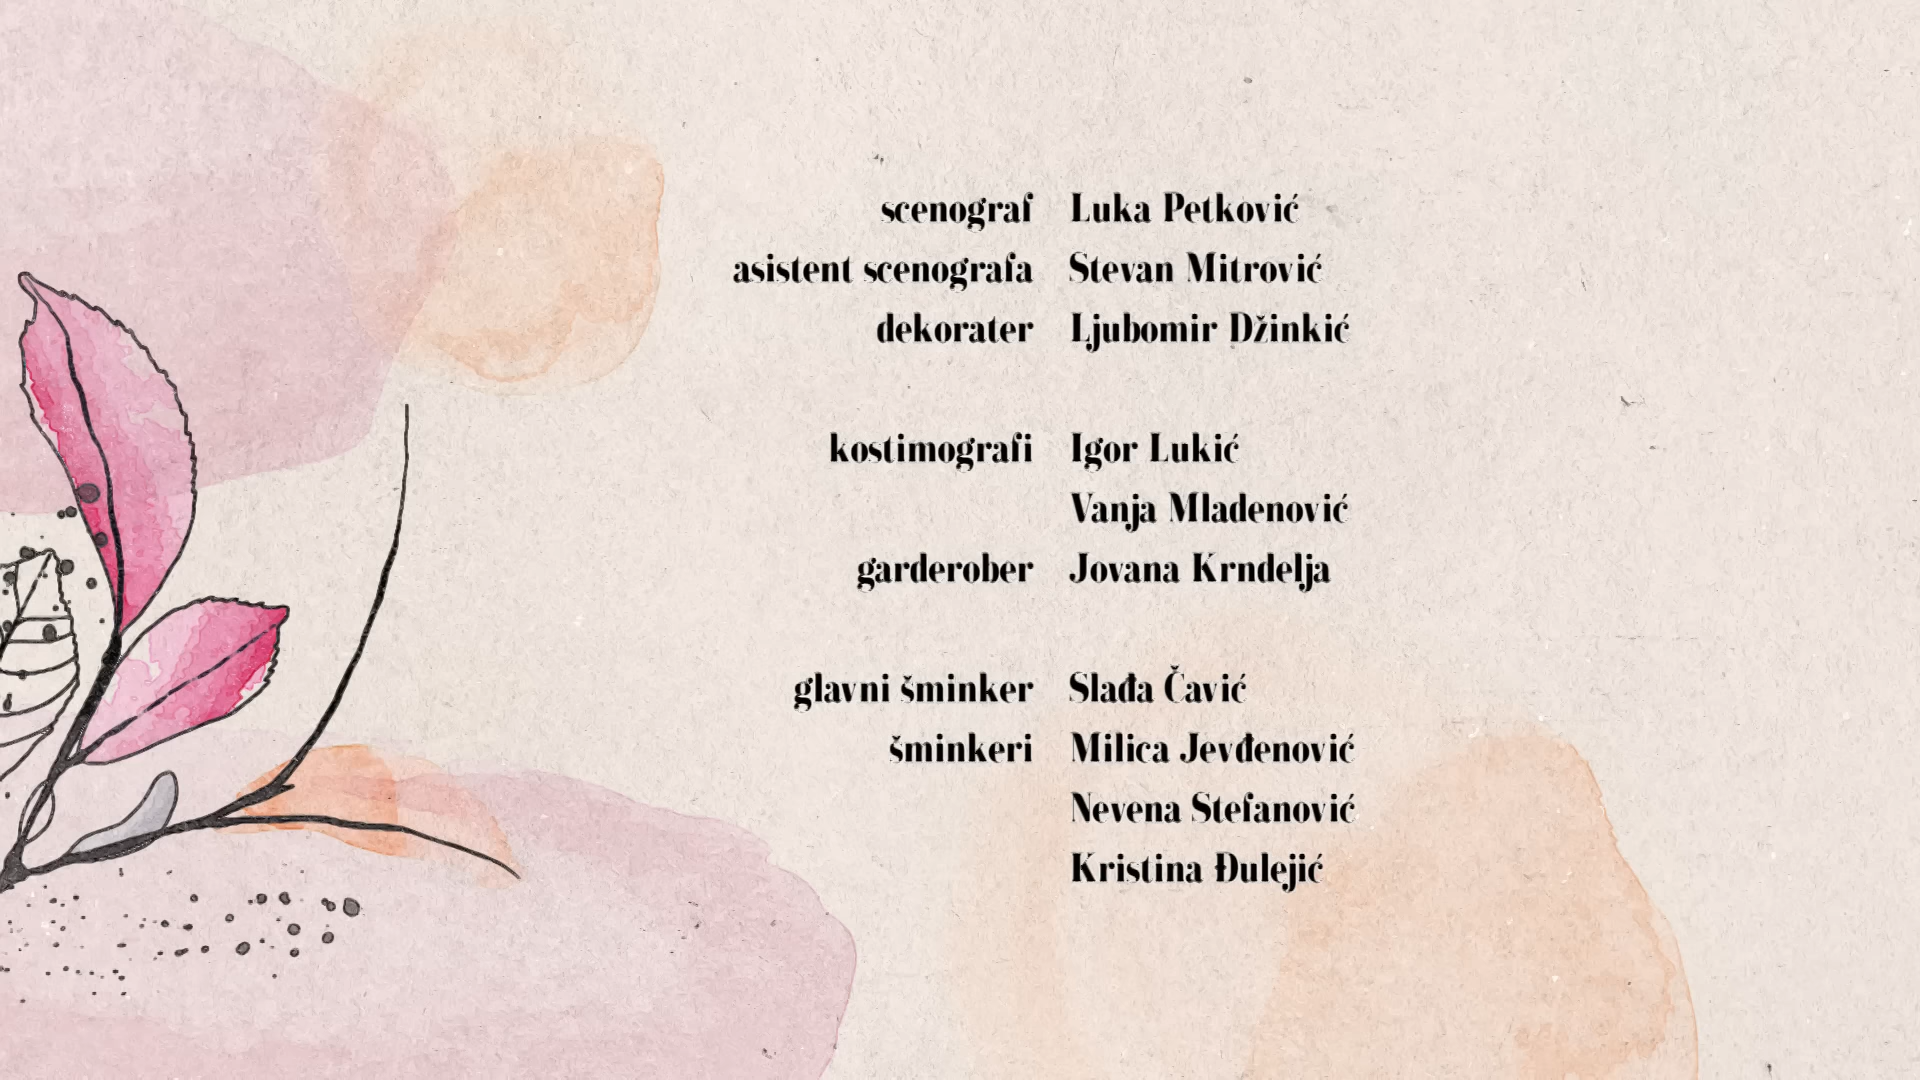 scenograf Luka Petković
asistent scenografa Stevan Mitrović
dekorater Ljubomir Džinkić
kostimografi Igor Lukić
Vanja Mladenović
garderober Jovana Krndelja
glavni šminker Slađa Čavić
šminkeri Milica Jevđenović
Nevena Stefanović
Kristina Đulejić